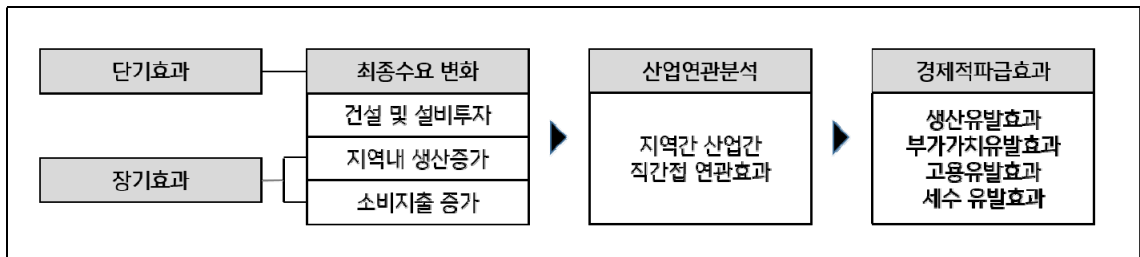 단기효과
장기효과
최종수요 변화
건설 및 설비투자
지역내 생산증가
소비지출 증가
산업연관분석
지역간 산업간
직간접 연관효과
경제적파급효과
생산유발효과
부가가치유발효과
고용유발효과
세수 유발효과